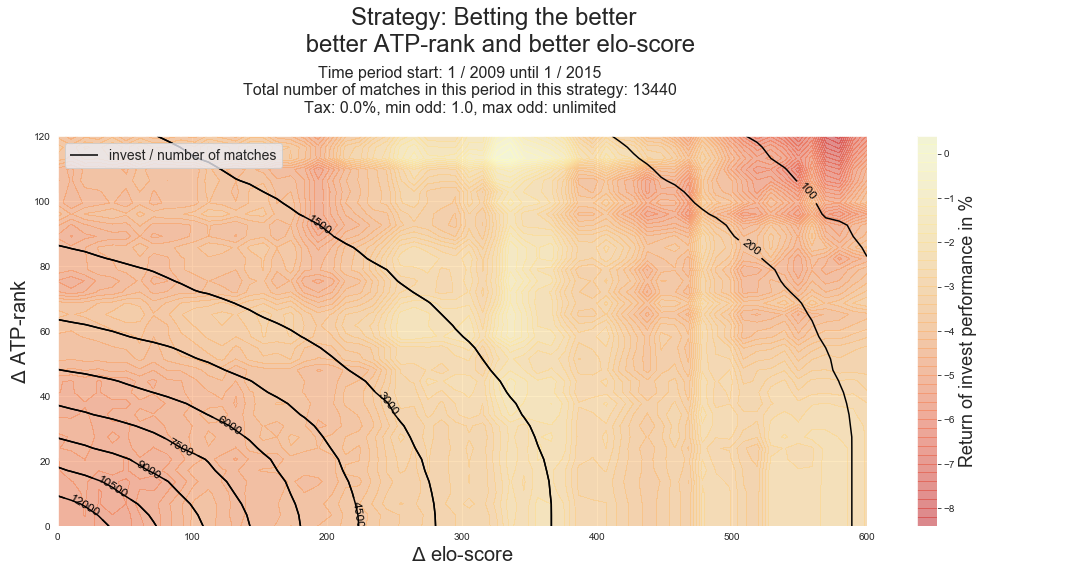 Strategy: Betting the better
better ATP-rank and better elo-score
Time period start: 1 / 2009 until 1 / 2015
Total number of matches in this period in this strategy: 13440
Tax: 0.0%, min odd: 1.0, max odd: unlimited
invest / number of matches
120
100
80
60
40
20
0
Δ ATP-rank
0 100 200 300 400 500 600
Δ elo-score
1500
3000
4500
6000
7500
9000
10500
12000
200
100
0
-1
-2
-3
-4
-5
-6
-7
-8
Return of invest performance in %